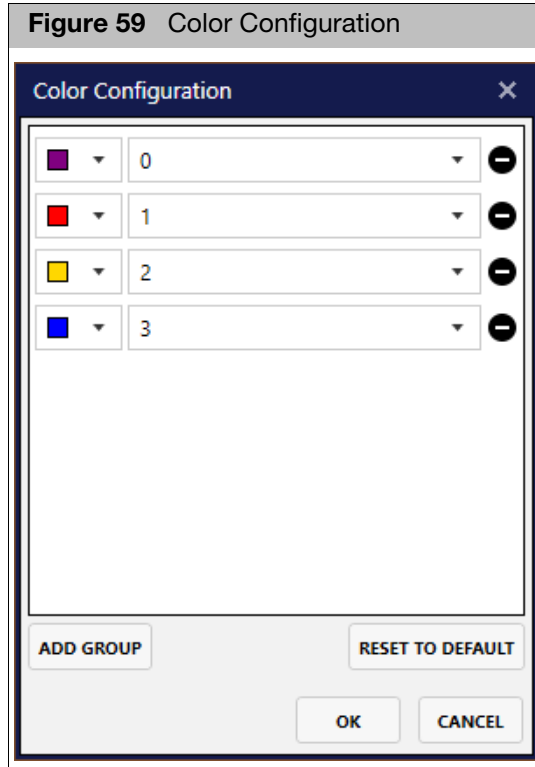 Figure 59 Color Configuration
Color Configuration
0
1
2
3
ADD GROUP RESET TO DEFAULT
OK CANCEL